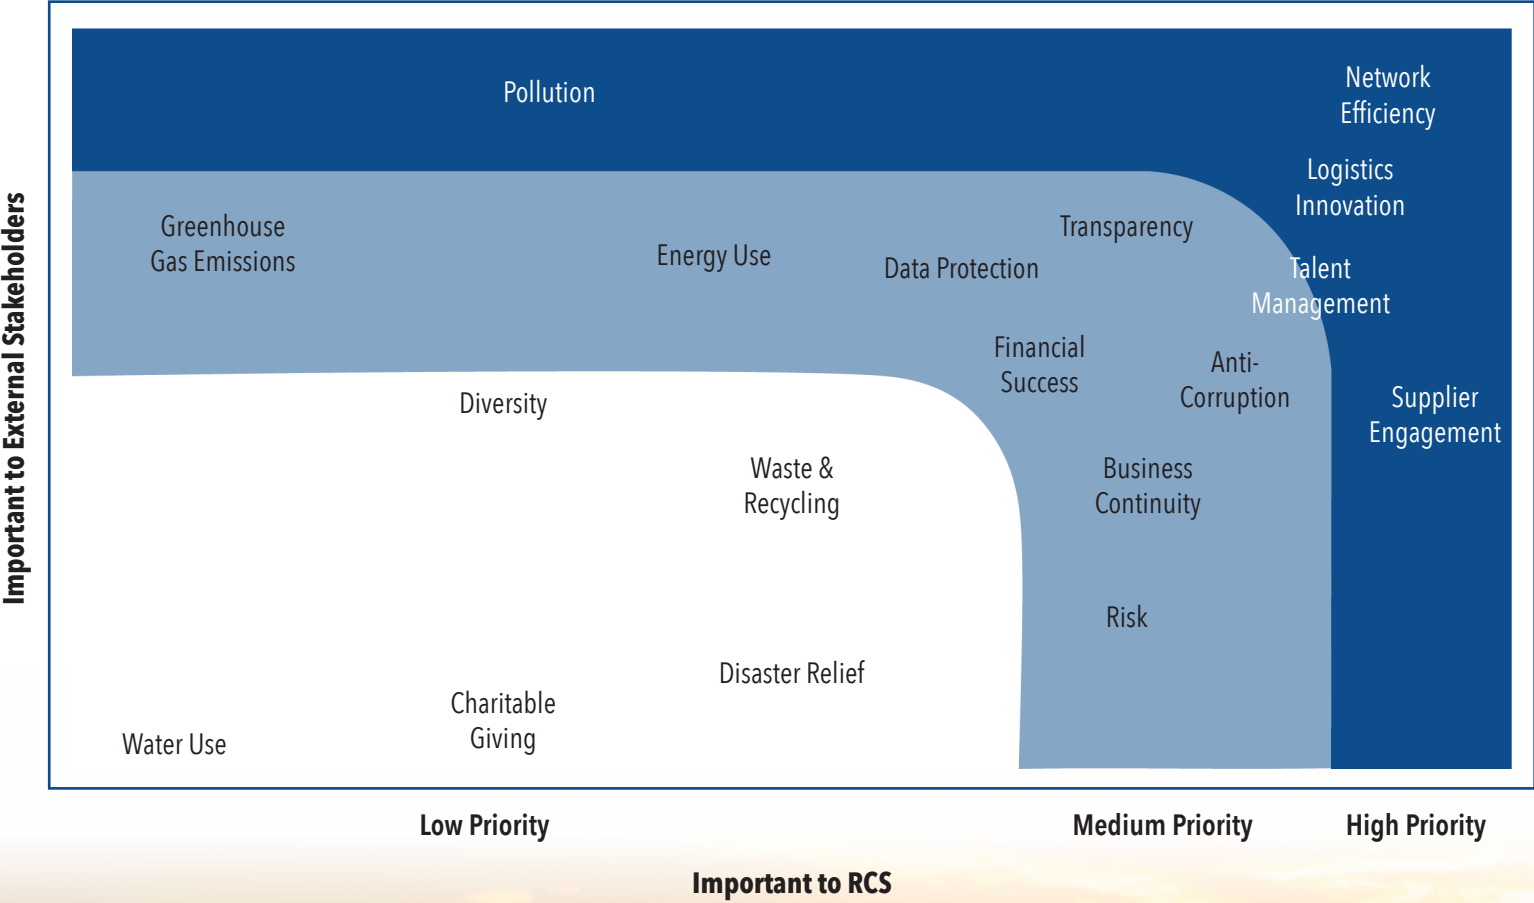 Important to External Stakeholders
Pollution
Network
Efficiency
Logistics
Innovation
Greenhouse
Gas Emissions
Energy Use
Data Protection
Transparency
Talent
Management
Financial
Success
Anti-
Corruption
Supplier
Engagement
Diversity
Waste &
Recycling
Business
Continuity
Risk
Disaster Relief
Charitable
Giving
Water Use
Low Priority
Medium Priority
High Priority
Important to RCS